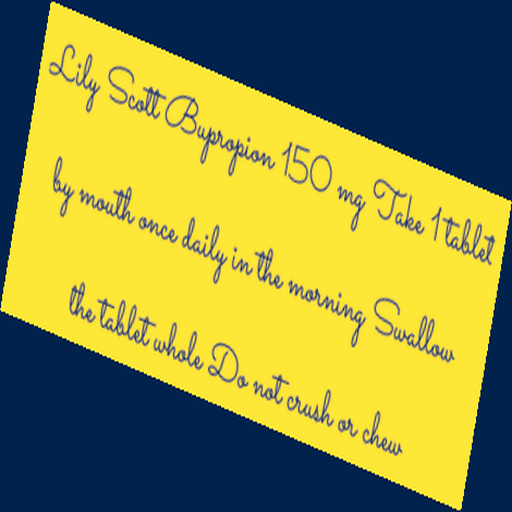 Lily Scott Bupropion 150 mg Take 1 tablet
by mouth once daily in the morning Swallow
the tablet whole Do not crush or chew